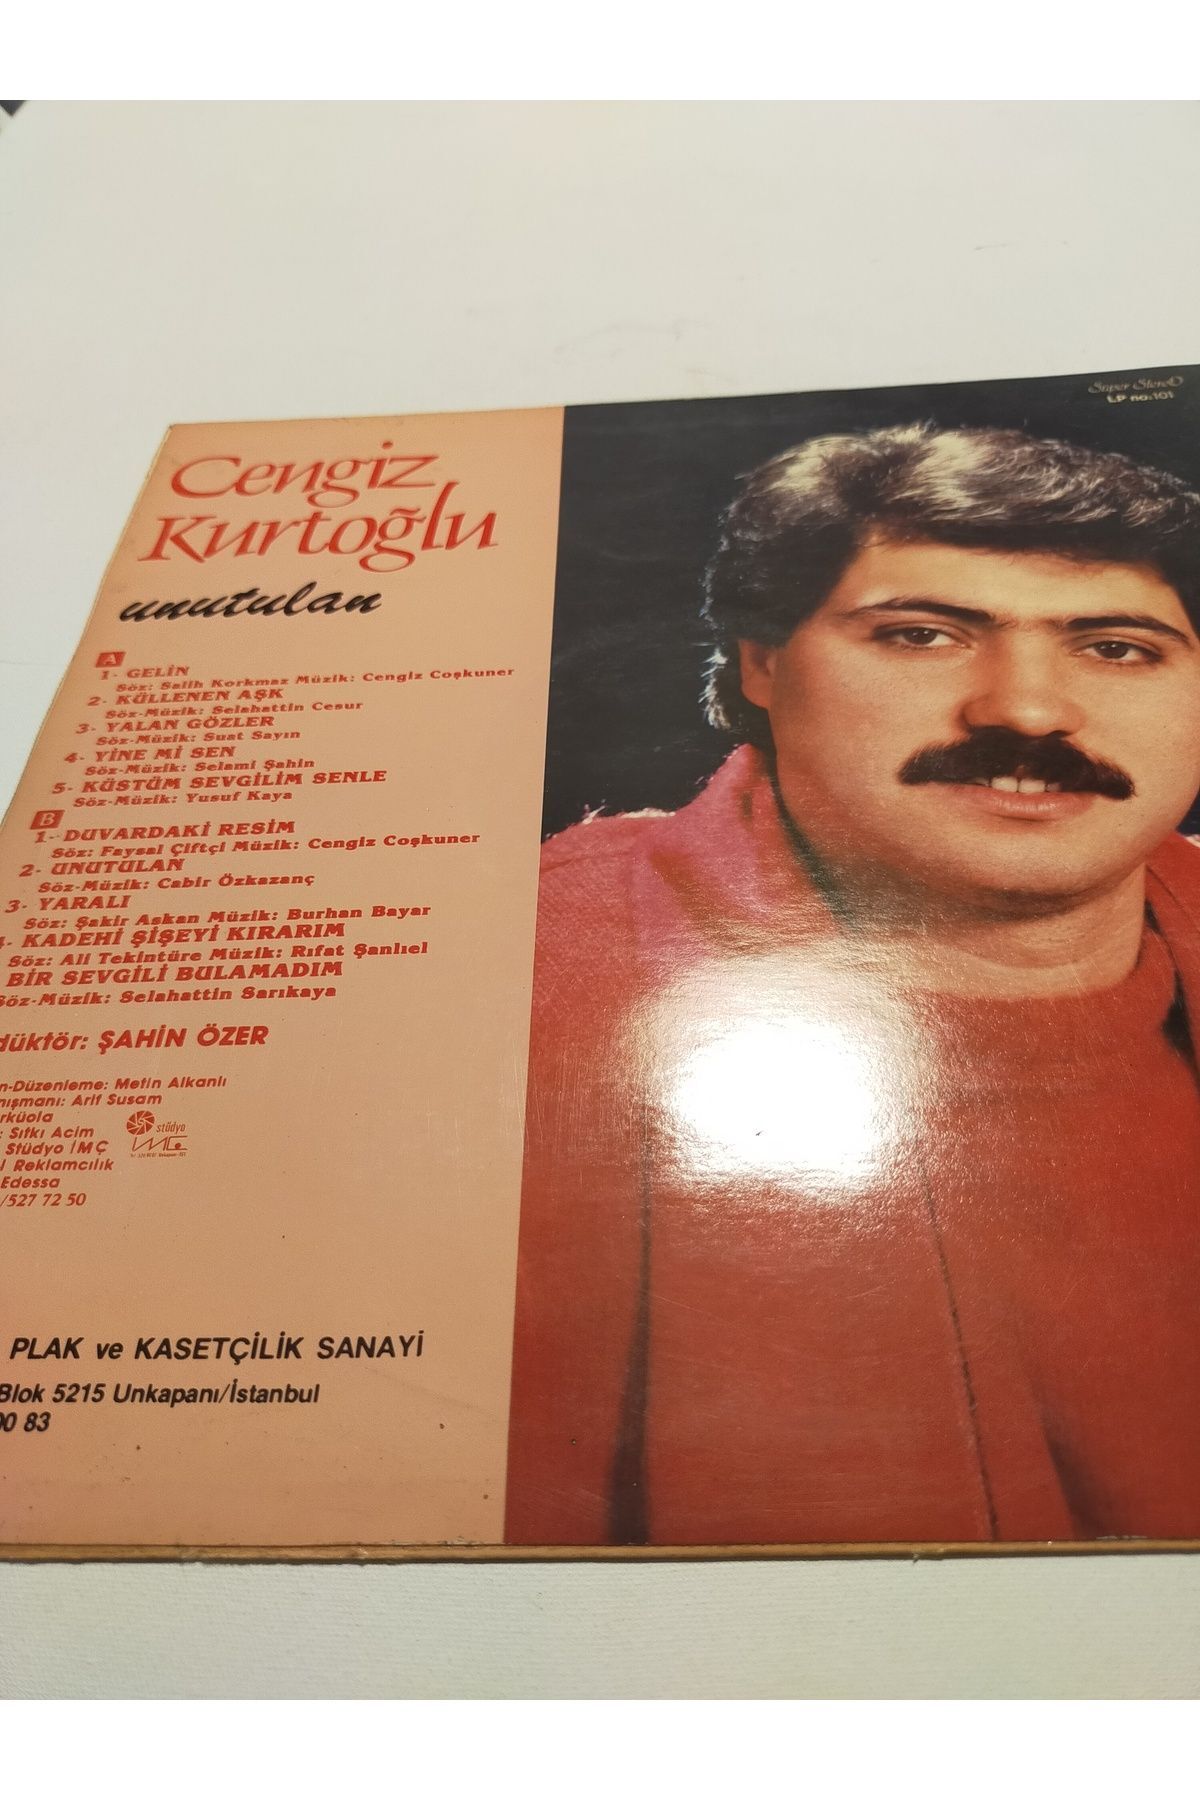 Super Stereo
LP no:101
Cengiz
Kurtoğlu
unutulan
A
1- GELİN
Söz: Salih Korkmaz Müzik: Cengiz Coşkuner
2- KÜLLENEN AŞK
Söz-Müzik: Selahattin Cesur
3- YALAN GÖZLER
Söz-Müzik: Suat Sayın
4- YİNE Mİ SEN
Söz-Müzik: Selami Şahin
5- KÜSTÜM SEVGİLİM SENLE
Söz-Müzik: Yusuf Kaya
B
1- DUVARDAKİ RESİM
Söz: Faysal Çiftçi Müzik: Cengiz Coşkuner
2- UNUTULAN
Söz-Müzik: Cabir Özkazanç
3- YARALI
Söz: Şakir Askan Müzik: Burhan Bayar
4- KADEHİ ŞİŞEYİ KIRARIM
Söz: Ali Tekintüre Müzik: Rıfat Şanlıel
BİR SEVGİLİ BULAMADIM
Söz-Müzik: Selahattin Sarıkaya
düktör: ŞAHİN ÖZER
n-Düzenleme: Metin Alkanlı
nışmanı: Arif Susam
rküola
: Sıtkı Acim
Stüdyo İMÇ
l Reklamcılık
Edessa
/527 72 50
stüdyo
İMÇ
PLAK ve KASETÇİLİK SANAYİ
Blok 5215 Unkapanı/İstanbul
00 83